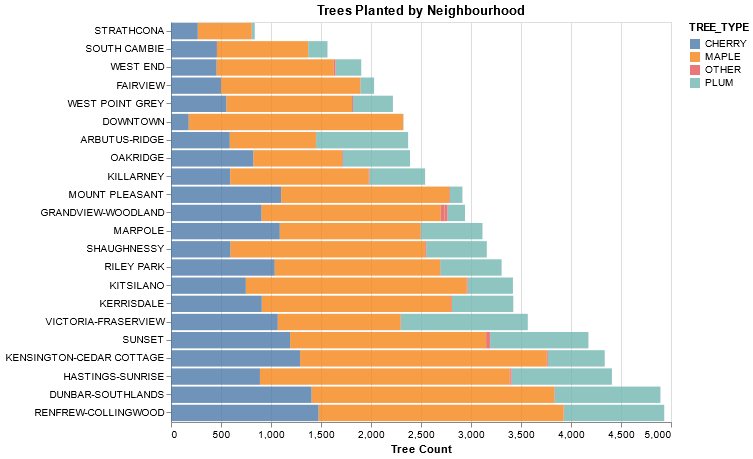 Trees Planted by Neighbourhood
TREE_TYPE
CHERRY
MAPLE
OTHER
PLUM
STRATHCONA
SOUTH CAMBIE
WEST END
FAIRVIEW
WEST POINT GREY
DOWNTOWN
ARBUTUS-RIDGE
OAKRIDGE
KILLARNEY
MOUNT PLEASANT
GRANDVIEW-WOODLAND
MARPOLE
SHAUGHNESSY
RILEY PARK
KITSILANO
KERRISDALE
VICTORIA-FRASERVIEW
SUNSET
KENSINGTON-CEDAR COTTAGE
HASTINGS-SUNRISE
DUNBAR-SOUTHLANDS
RENFREW-COLLINGWOOD
0 500 1,000 1,500 2,000 2,500 3,000 3,500 4,000 4,500 5,000
Tree Count